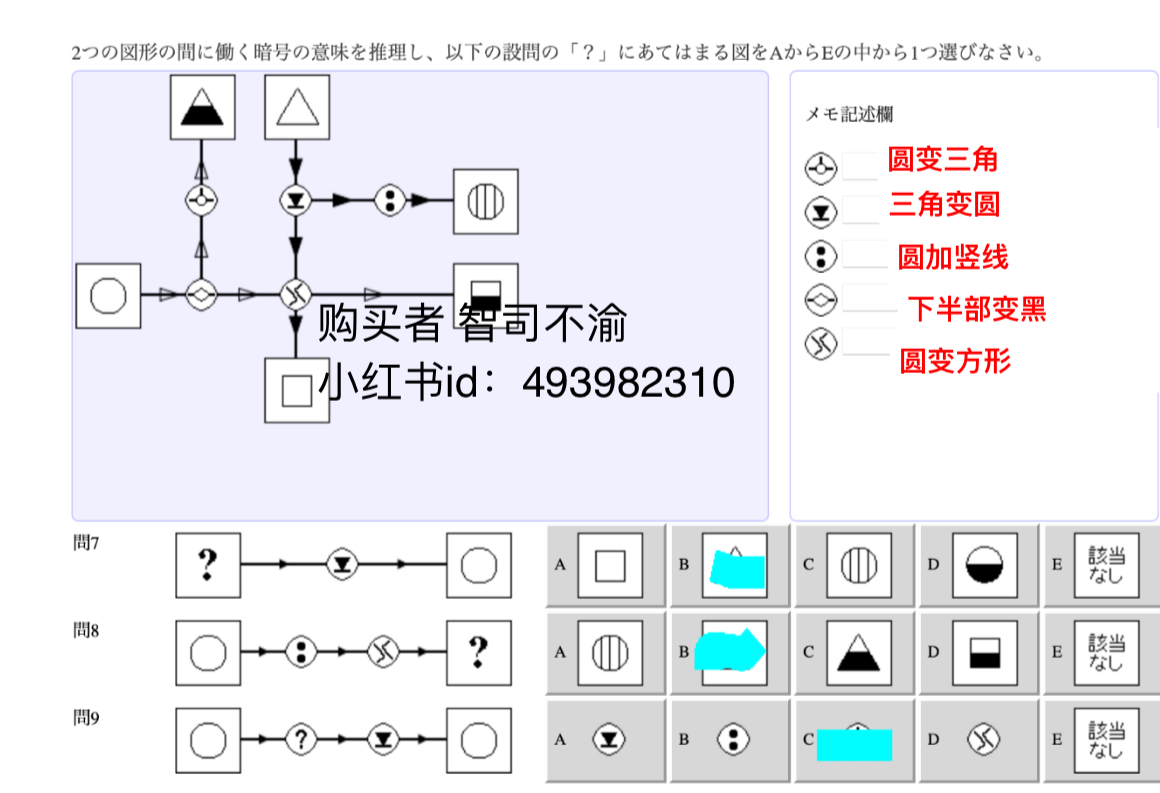 2つの図形の間に働く暗号の意味を推理し、以下の設問の「?」にあてはまる図をAからEの中から1つ選びなさい。
メモ記述欄
圆变三角
三角变圆
圆加竖线
下半部变黑
圆变方形
购买者 智司不渝
小红书id：493982310
問7
?
A
B
C
D
E
該当
なし
問8
?
A
B
C
D
E
該当
なし
問9
?
A
B
C
D
E
該当
なし